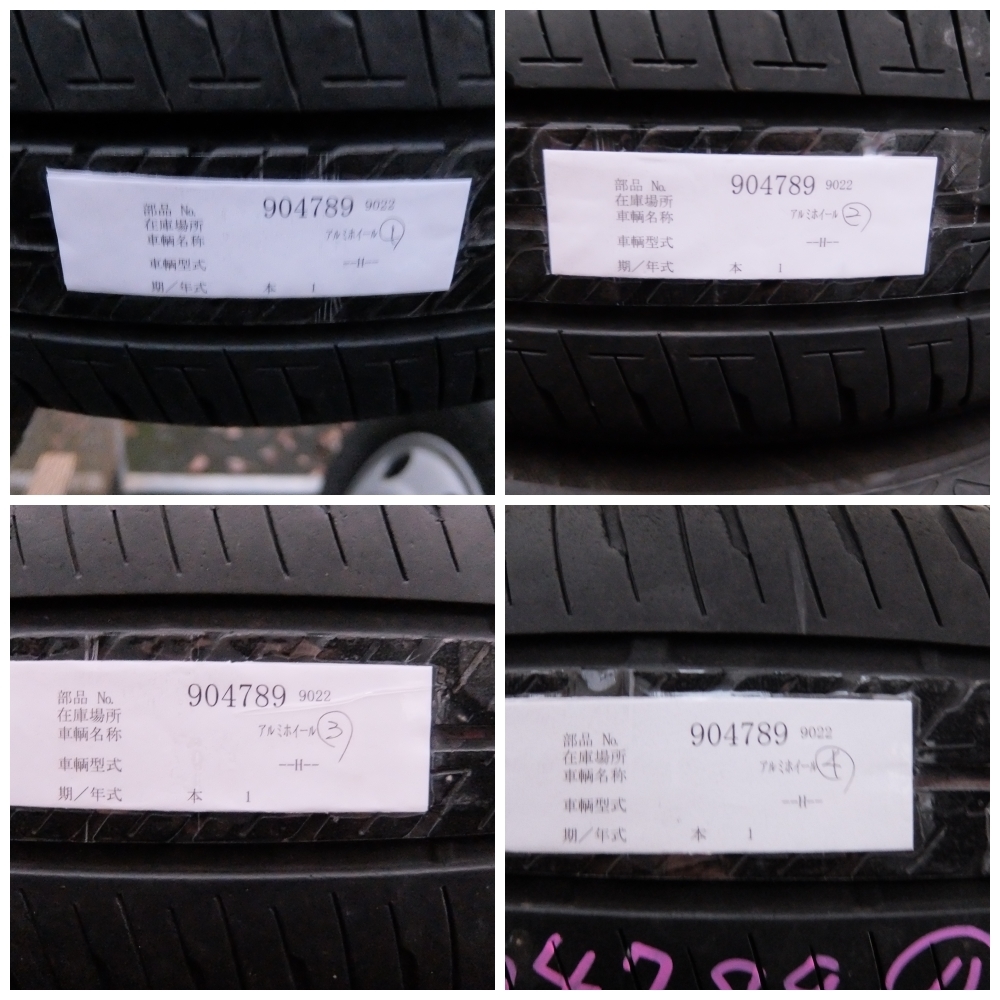 部品 No. 904789 9022
在庫場所
車輌名称 アルミホイール ①
車輌型式 --H--
期／年式 本 1
部品 No. 904789 9022
在庫場所
車輌名称 アルミホイール ②
車輌型式 --H--
期／年式 本 1
部品 No. 904789 9022
在庫場所
車輌名称 アルミホイール ③
車輌型式 --H--
期／年式 本 1
部品 No. 904789 9022
在庫場所
車輌名称 アルミホイール ④
車輌型式 --H--
期／年式 本 1